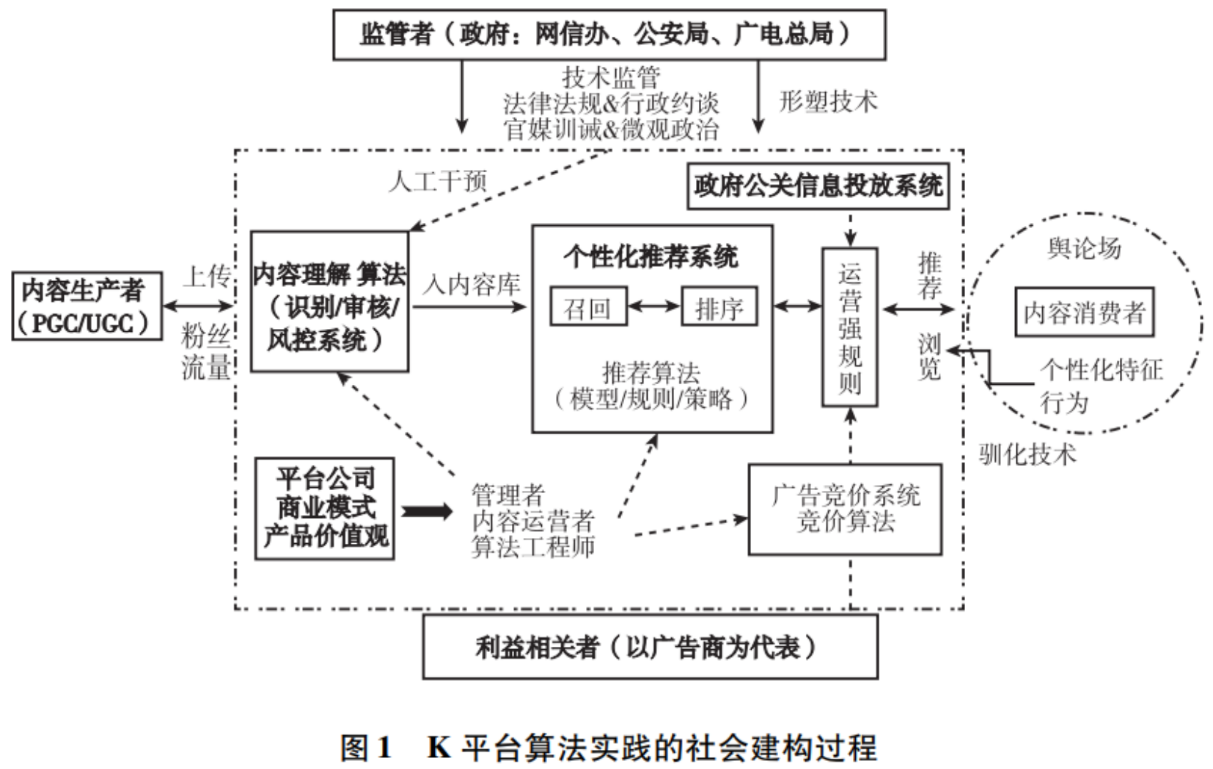 监管者（政府：网信办、公安局、广电总局）
技术监管
法律法规&行政约谈
官媒训诫&微观政治
形塑技术
人工干预
政府公关信息投放系统
内容生产者
（PGC/UGC）
上传
粉丝
流量
内容理解 算法
（识别/审核/
风控系统）
入内容库
个性化推荐系统
召回
排序
推荐算法
（模型/规则/策略）
运
营
强
规
则
推
荐
浏
览
舆论场
内容消费者
个性化特征
行为
驯化技术
平台公司
商业模式
产品价值观
管理者
内容运营者
算法工程师
广告竞价系统
竞价算法
利益相关者（以广告商为代表）
图1 K 平台算法实践的社会建构过程